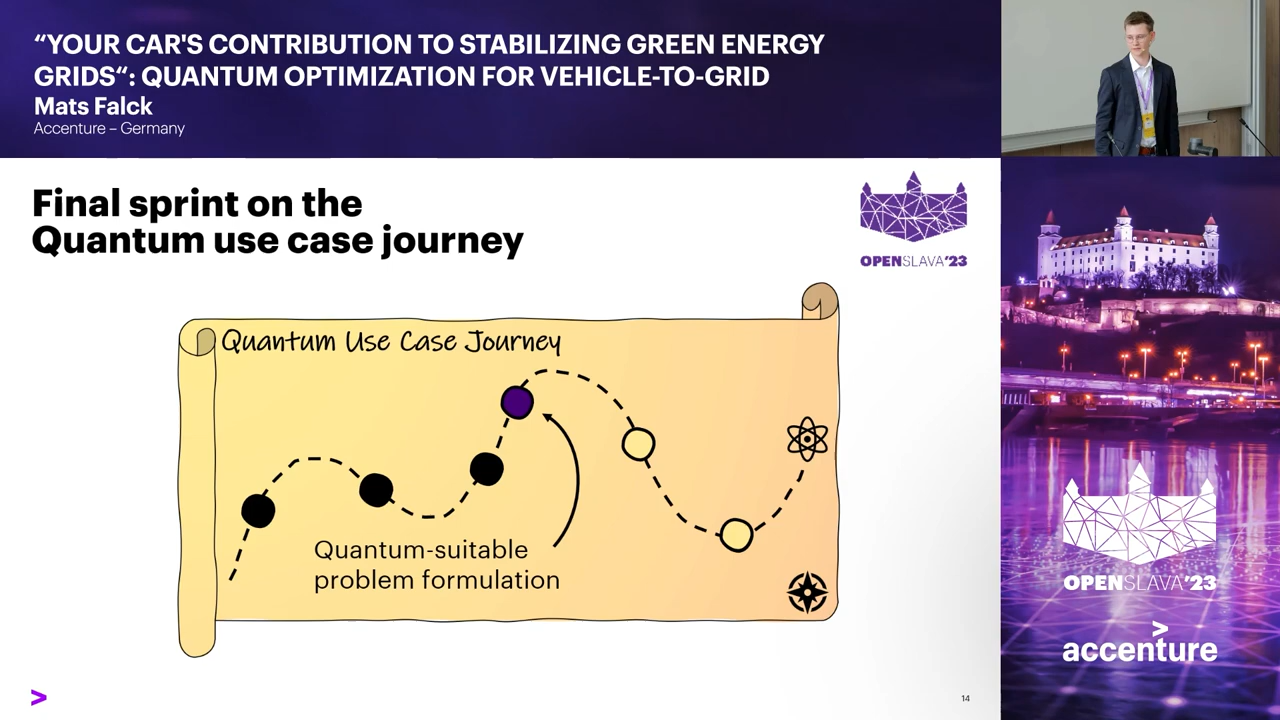 “YOUR CAR'S CONTRIBUTION TO STABILIZING GREEN ENERGY
GRIDS“: QUANTUM OPTIMIZATION FOR VEHICLE-TO-GRID
Mats Falck
Accenture – Germany
Final sprint on the
Quantum use case journey
OPENSLAVA'23
Quantum Use Case Journey
Quantum-suitable
problem formulation
14
OPENSLAVA'23
accenture